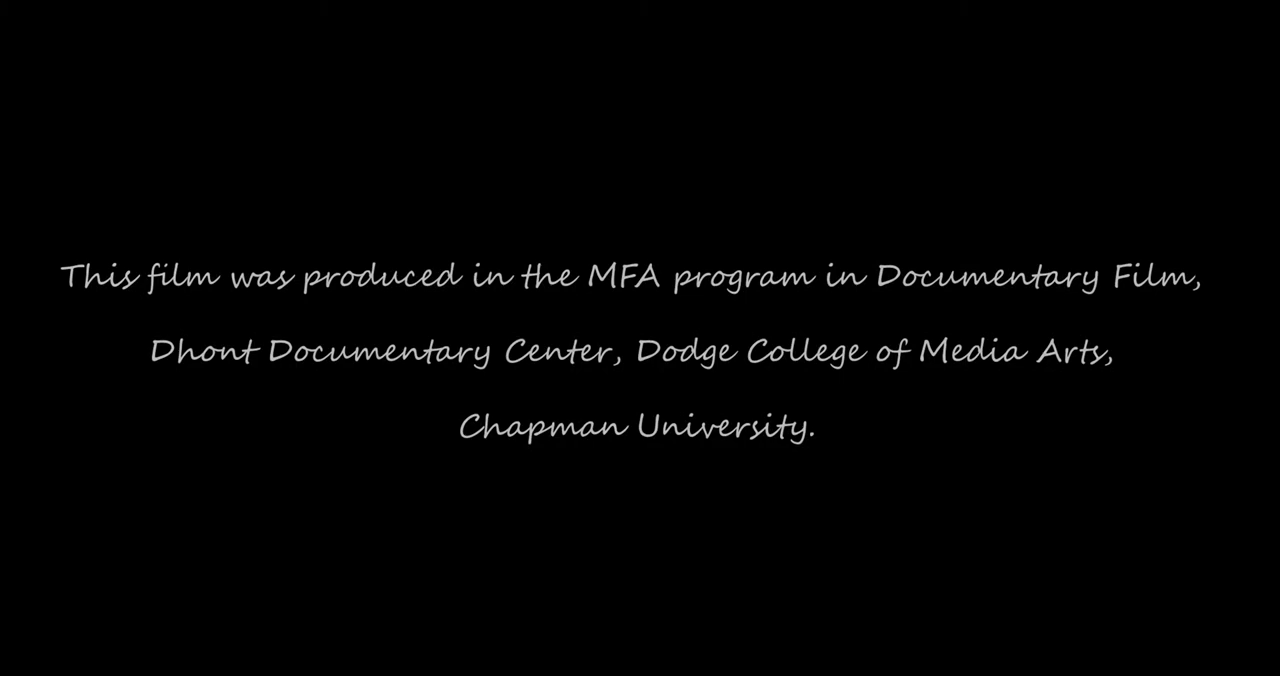 This film was produced in the MFA program in Documentary Film,
Dhont Documentary Center, Dodge College of Media Arts,
Chapman University.